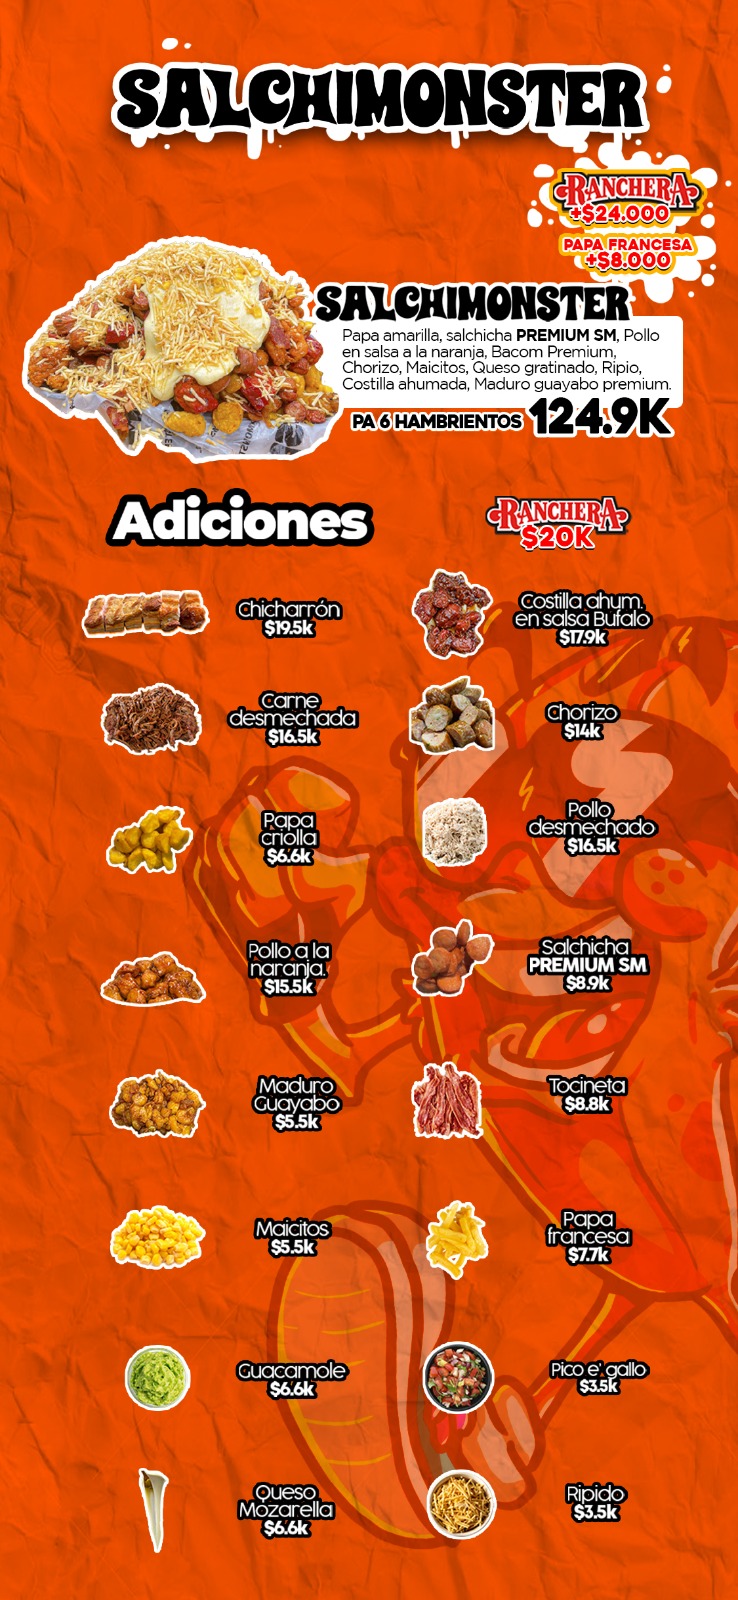 SALCHIMONSTER
RANCHERA
+$24.000
PAPA FRANCESA
+$8.000
SALCHIMONSTER
Papa amarilla, salchicha PREMIUM SM, Pollo
en salsa a la naranja, Bacom Premium,
Chorizo, Maicitos, Queso gratinado, Ripio,
Costilla ahumada, Maduro guayabo premium.
PA 6 HAMBRIENTOS 124.9K
Adiciones
RANCHERA
$20K
Chicharrón
$19.5k
Costilla ahum.
en salsa Bufalo
$17.9k
Carne
desmechada
$16.5k
Chorizo
$14k
Papa
criolla
$6.6k
Pollo
desmechado
$16.5k
Pollo a la
naranja.
$15.5k
Salchicha
PREMIUM SM
$8.9k
Maduro
Guayabo
$5.5k
Tocineta
$8.8k
Maicitos
$5.5k
Papa
francesa
$7.7k
Guacamole
$6.6k
Pico e' gallo
$3.5k
Queso
Mozarella
$6.6k
Ripido
$3.5k